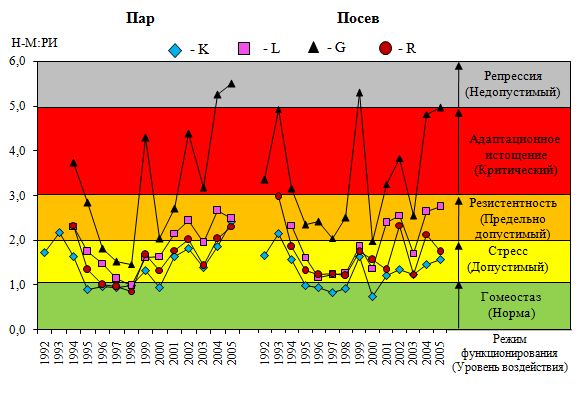 Пар Посев
Н-М:РИ - K - L - G - R
6,0
5,0
4,0
3,0
2,0
1,0
0,0
Репрессия
(Недопустимый)
Адаптационное
истощение
(Критический)
Резистентность
(Предельно
допустимый)
Стресс
(Допустимый)
Гомеостаз
(Норма)
1992 1993 1994 1995 1996 1997 1998 1999 2000 2001 2002 2003 2004 2005 1992 1993 1994 1995 1996 1997 1998 1999 2000 2001 2002 2003 2004 2005
Режим
функционирования
(Уровень воздействия)